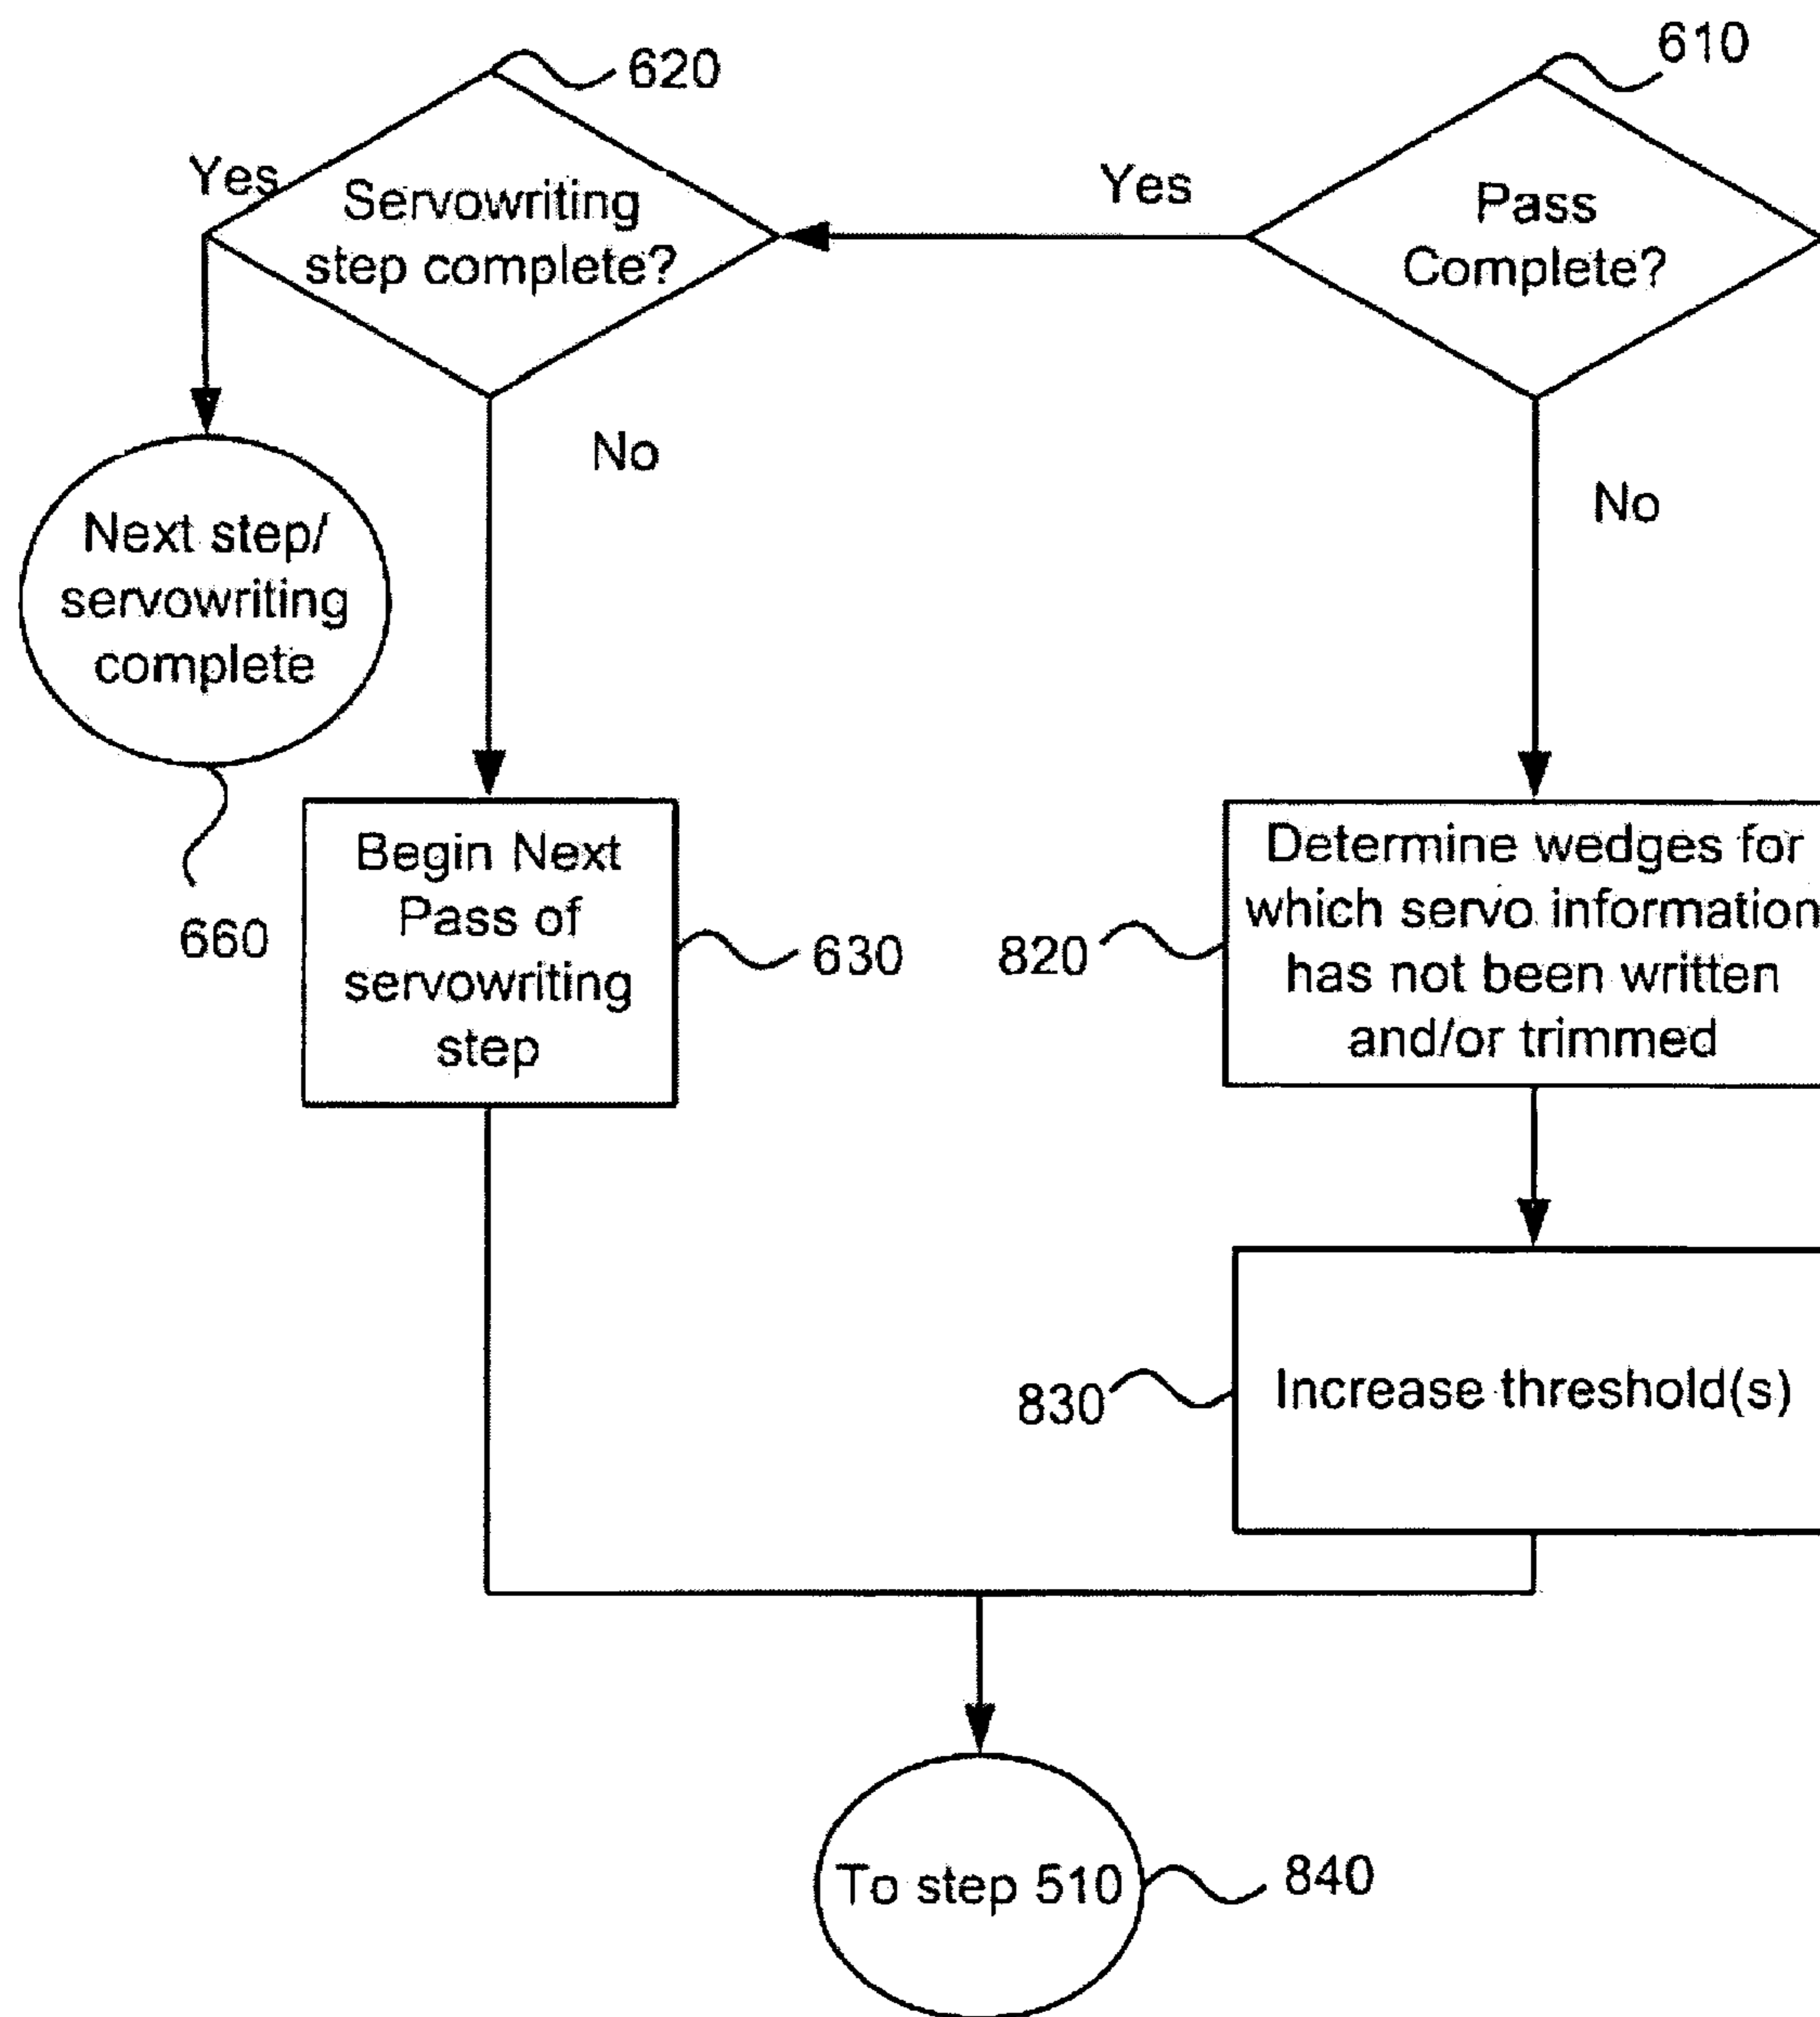 620
610
Yes
Servowriting
step complete?
Yes
Pass
Complete?
No
No
Next step/
servowriting
complete
660
Begin Next
Pass of
servowriting
step
630
820
Determine wedges for
which servo information
has not been written
and/or trimmed
830
Increase threshold(s)
To step 510
840